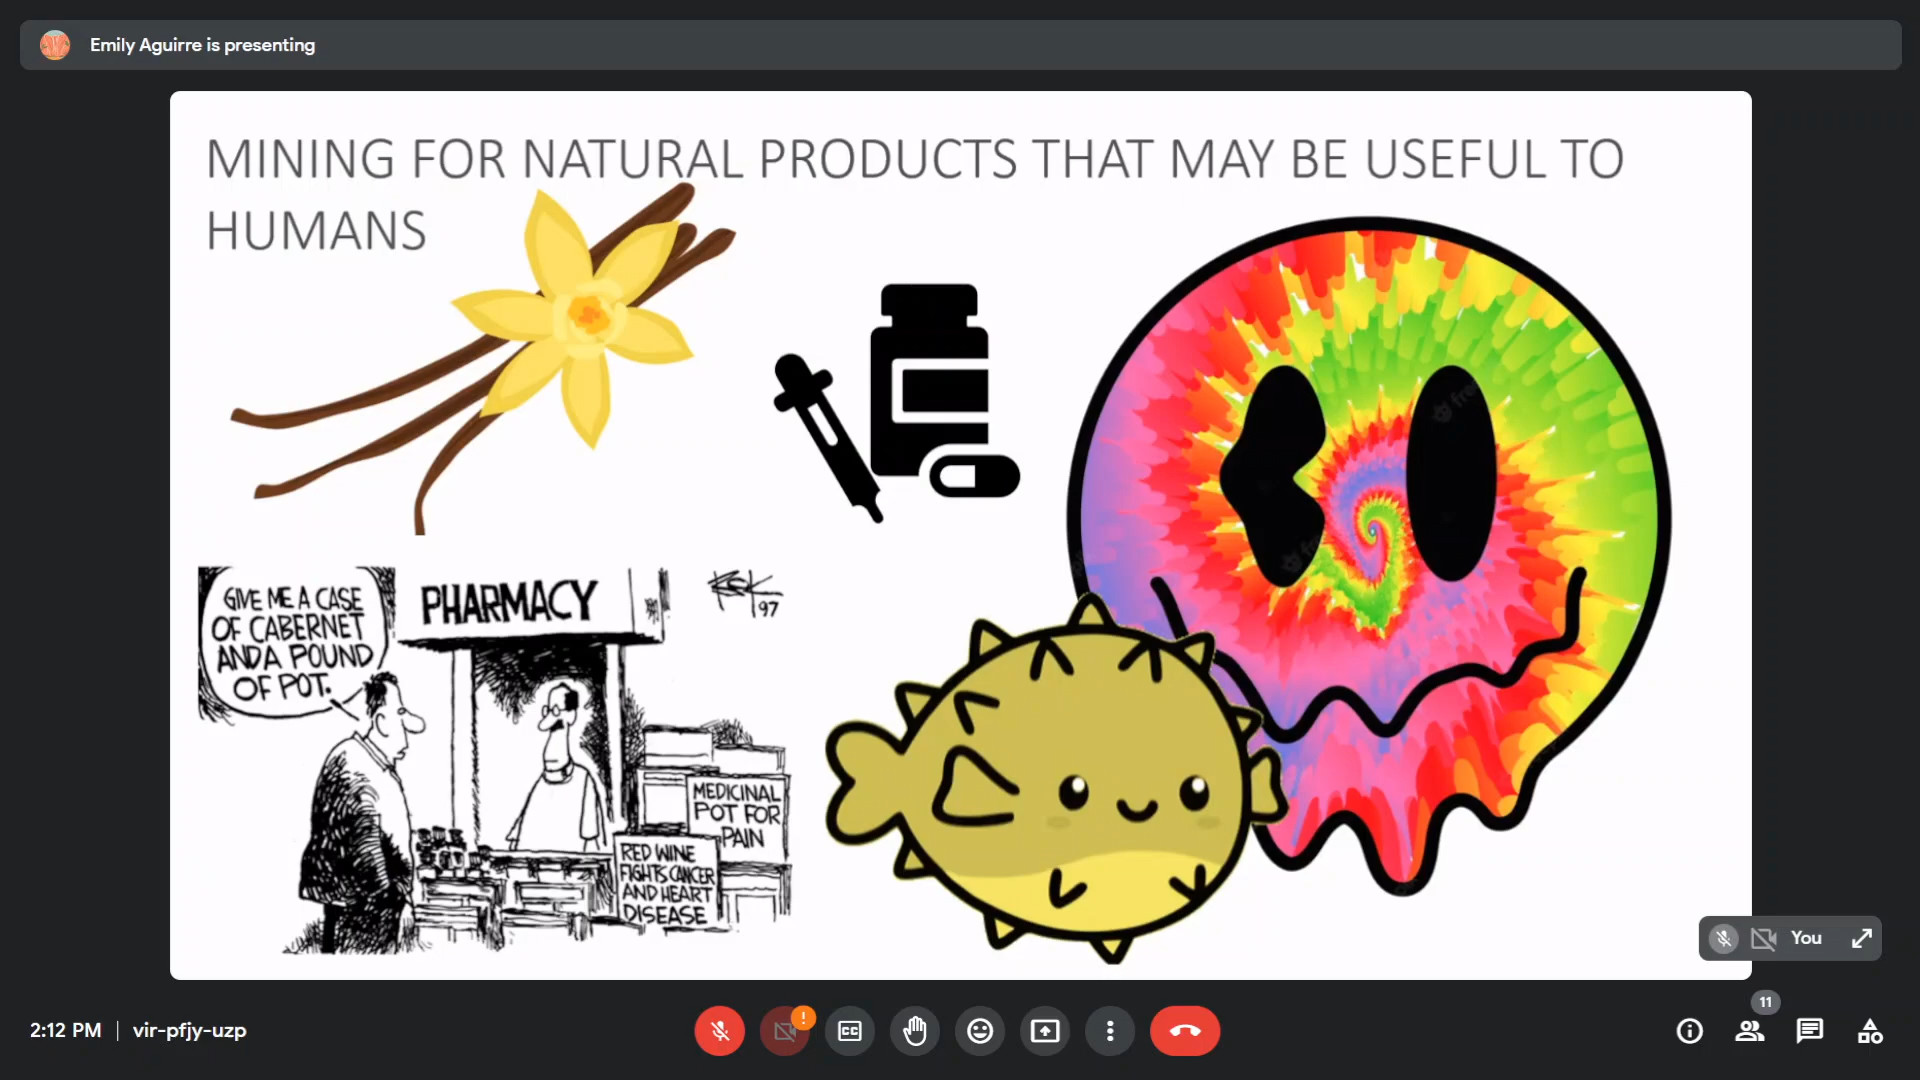 Emily Aguirre is presenting
MINING FOR NATURAL PRODUCTS THAT MAY BE USEFUL TO
HUMANS
GIVE ME A CASE
OF CABERNET
AND A POUND
OF POT.
PHARMACY
97
MEDICINAL
POT FOR
PAIN
RED WINE
FIGHTS CANCER
AND HEART
DISEASE
You
2:12 PM | vir-pfjy-uzp
CC
11